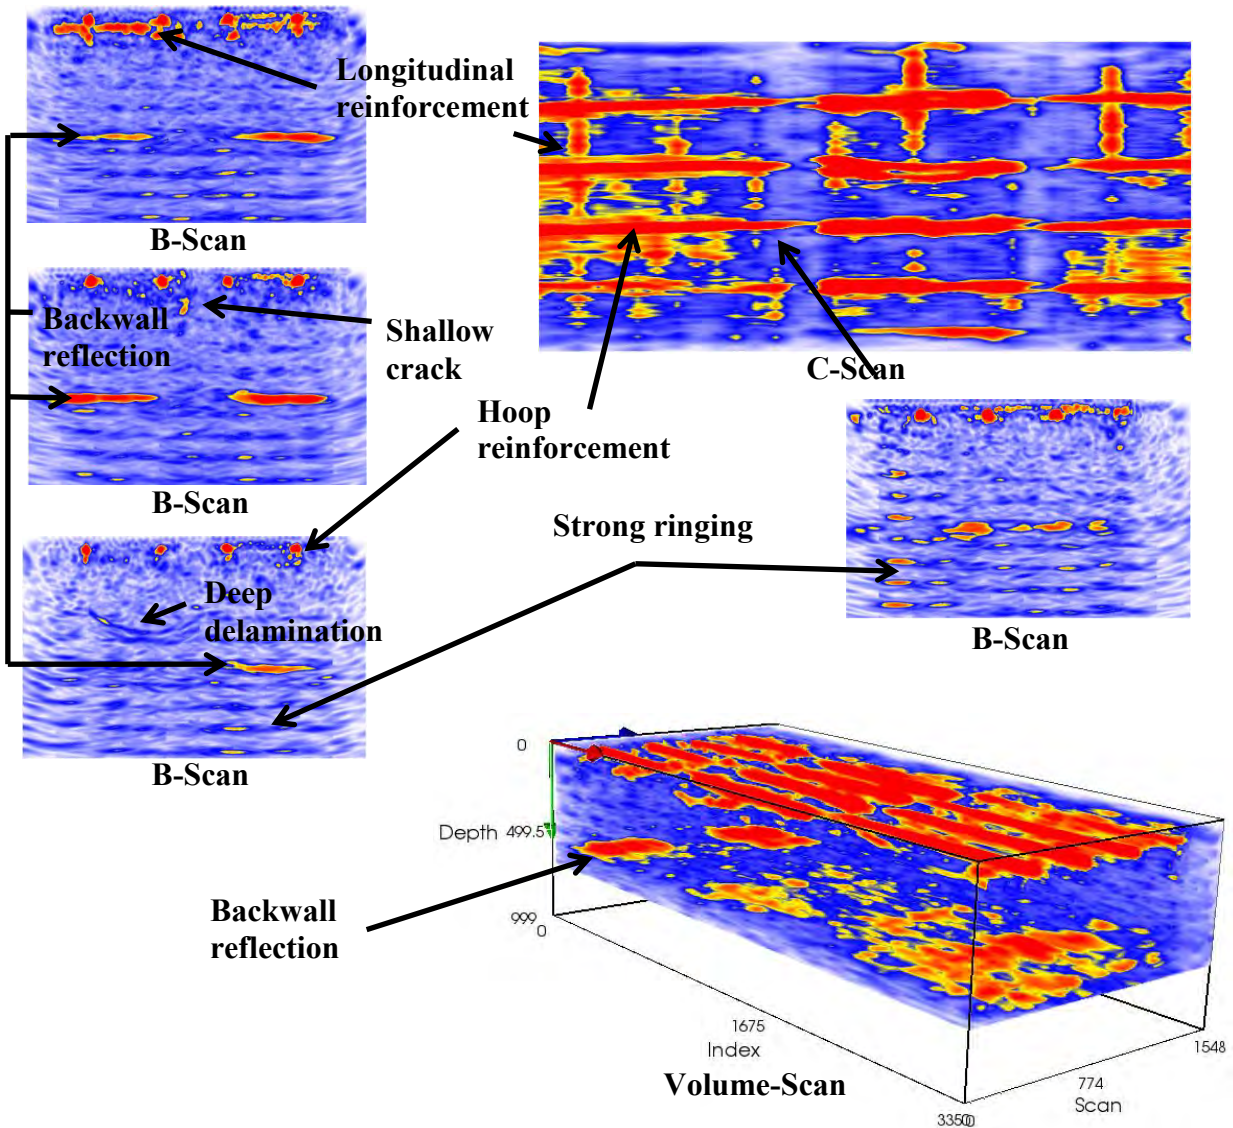 Longitudinal
reinforcement
B-Scan
Backwall
reflection
Shallow
crack
C-Scan
B-Scan
Hoop
reinforcement
Strong ringing
Deep
delamination
B-Scan
B-Scan
0
Depth 499.5
999
0
Backwall
reflection
1675
Index
Volume-Scan
1548
774
Scan
3350
0